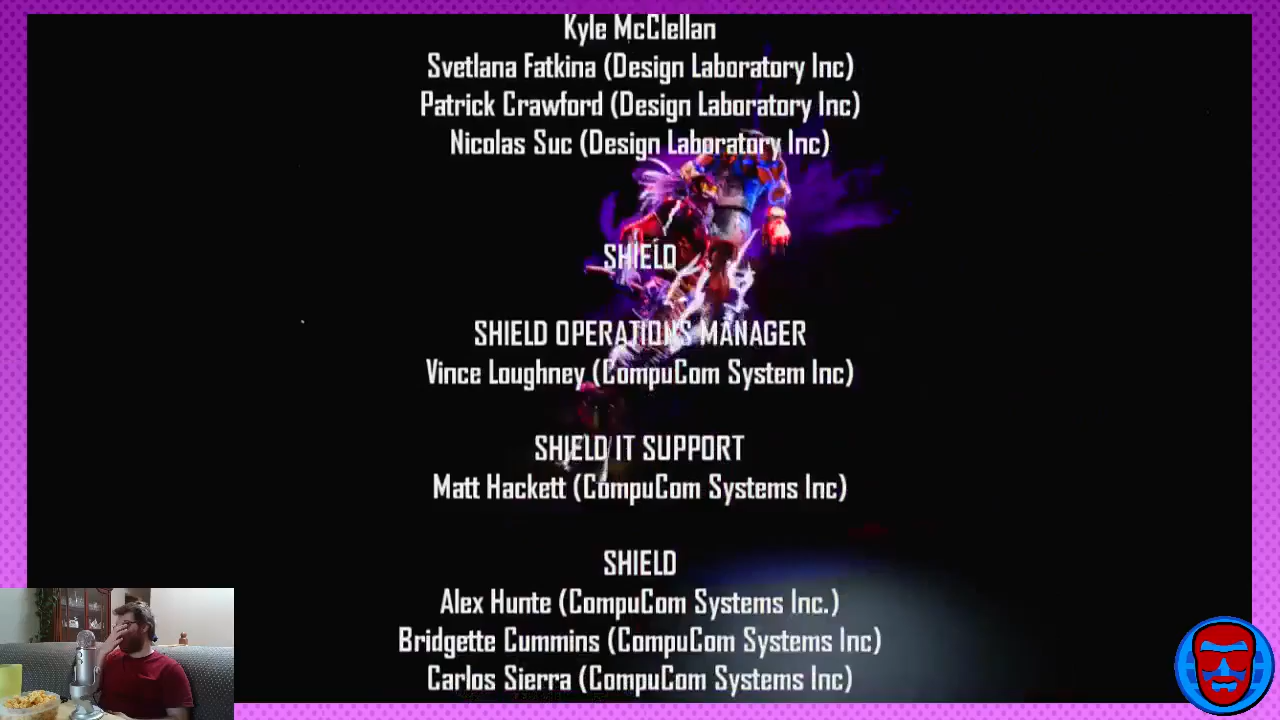 Kyle McClellan
Svetlana Fatkina (Design Laboratory Inc)
Patrick Crawford (Design Laboratory Inc)
Nicolas Suc (Design Laboratory Inc)
SHIELD
SHIELD OPERATIONS MANAGER
Vince Loughney (CompuCom System Inc)
SHIELD IT SUPPORT
Matt Hackett (CompuCom Systems Inc)
SHIELD
Alex Hunte (CompuCom Systems Inc.)
Bridgette Cummins (CompuCom Systems Inc)
Carlos Sierra (CompuCom Systems Inc)